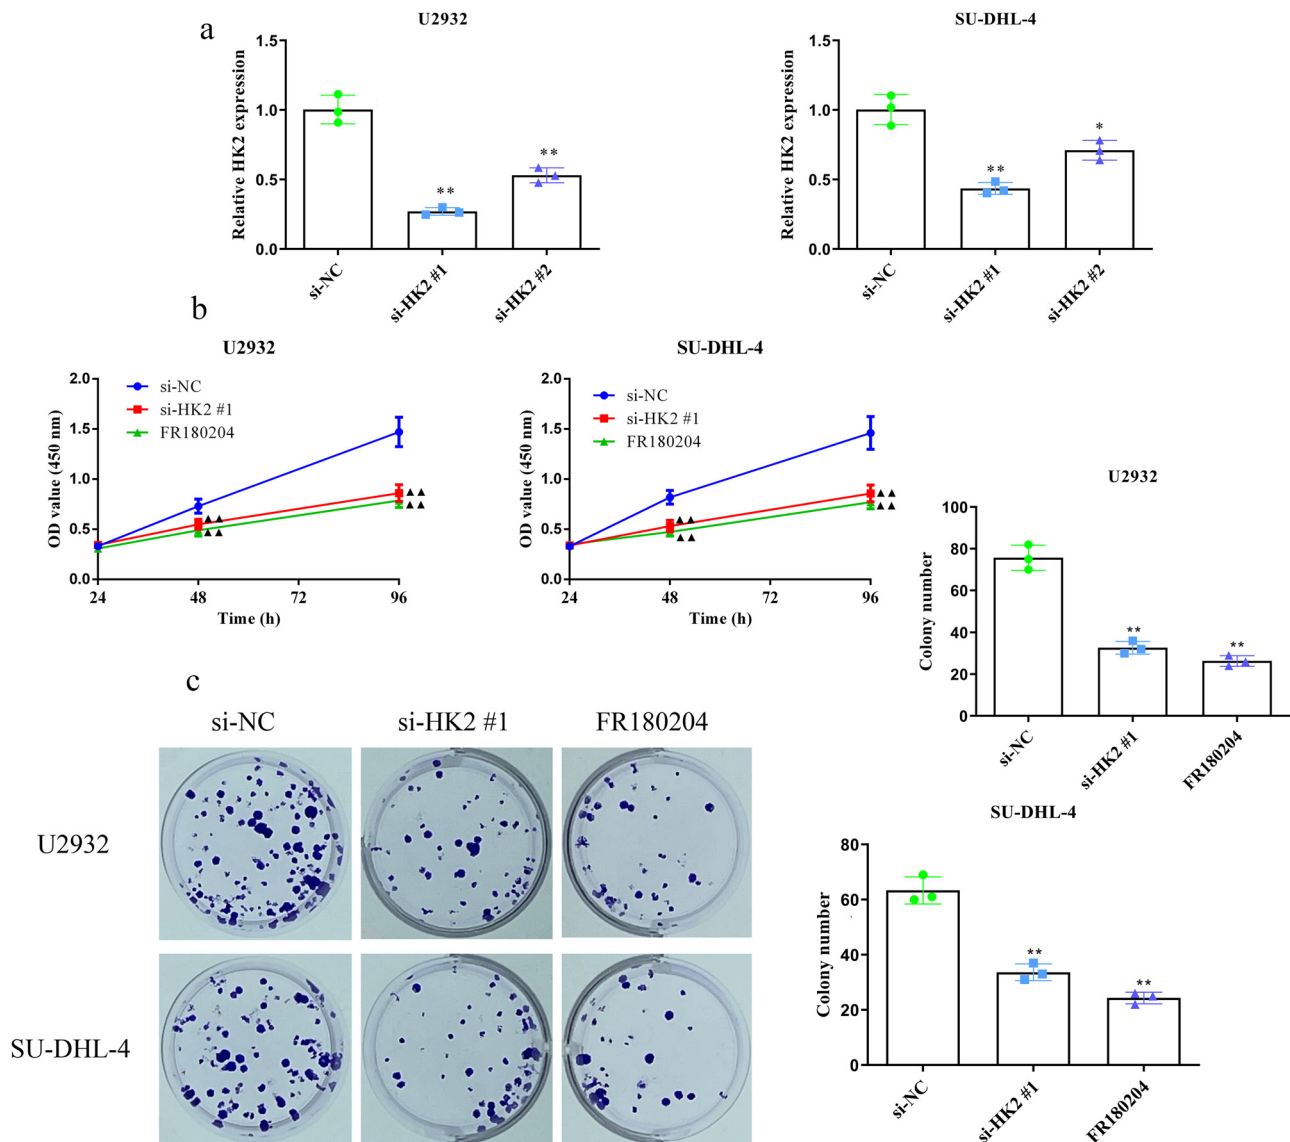 a
U2932
Relative HK2 expression
1.5
1.0
0.5
0.0
**
**
si-NC
si-HK2 #1
si-HK2 #2
SU-DHL-4
Relative HK2 expression
1.5
1.0
0.5
0.0
**
*
si-NC
si-HK2 #1
si-HK2 #2
b
U2932
OD value (450 nm)
2.0
1.5
1.0
0.5
0.0
si-NC
si-HK2 #1
FR180204
▲▲
▲▲
▲▲
▲▲
24 48 72 96
Time (h)
SU-DHL-4
OD value (450 nm)
2.0
1.5
1.0
0.5
0.0
si-NC
si-HK2 #1
FR180204
▲▲
▲▲
▲▲
▲▲
24 48 72 96
Time (h)
c
si-NC si-HK2 #1 FR180204
U2932
SU-DHL-4
U2932
Colony number
100
80
60
40
20
0
**
**
si-NC
si-HK2 #1
FR180204
SU-DHL-4
Colony number
80
60
40
20
0
**
**
si-NC
si-HK2 #1
FR180204